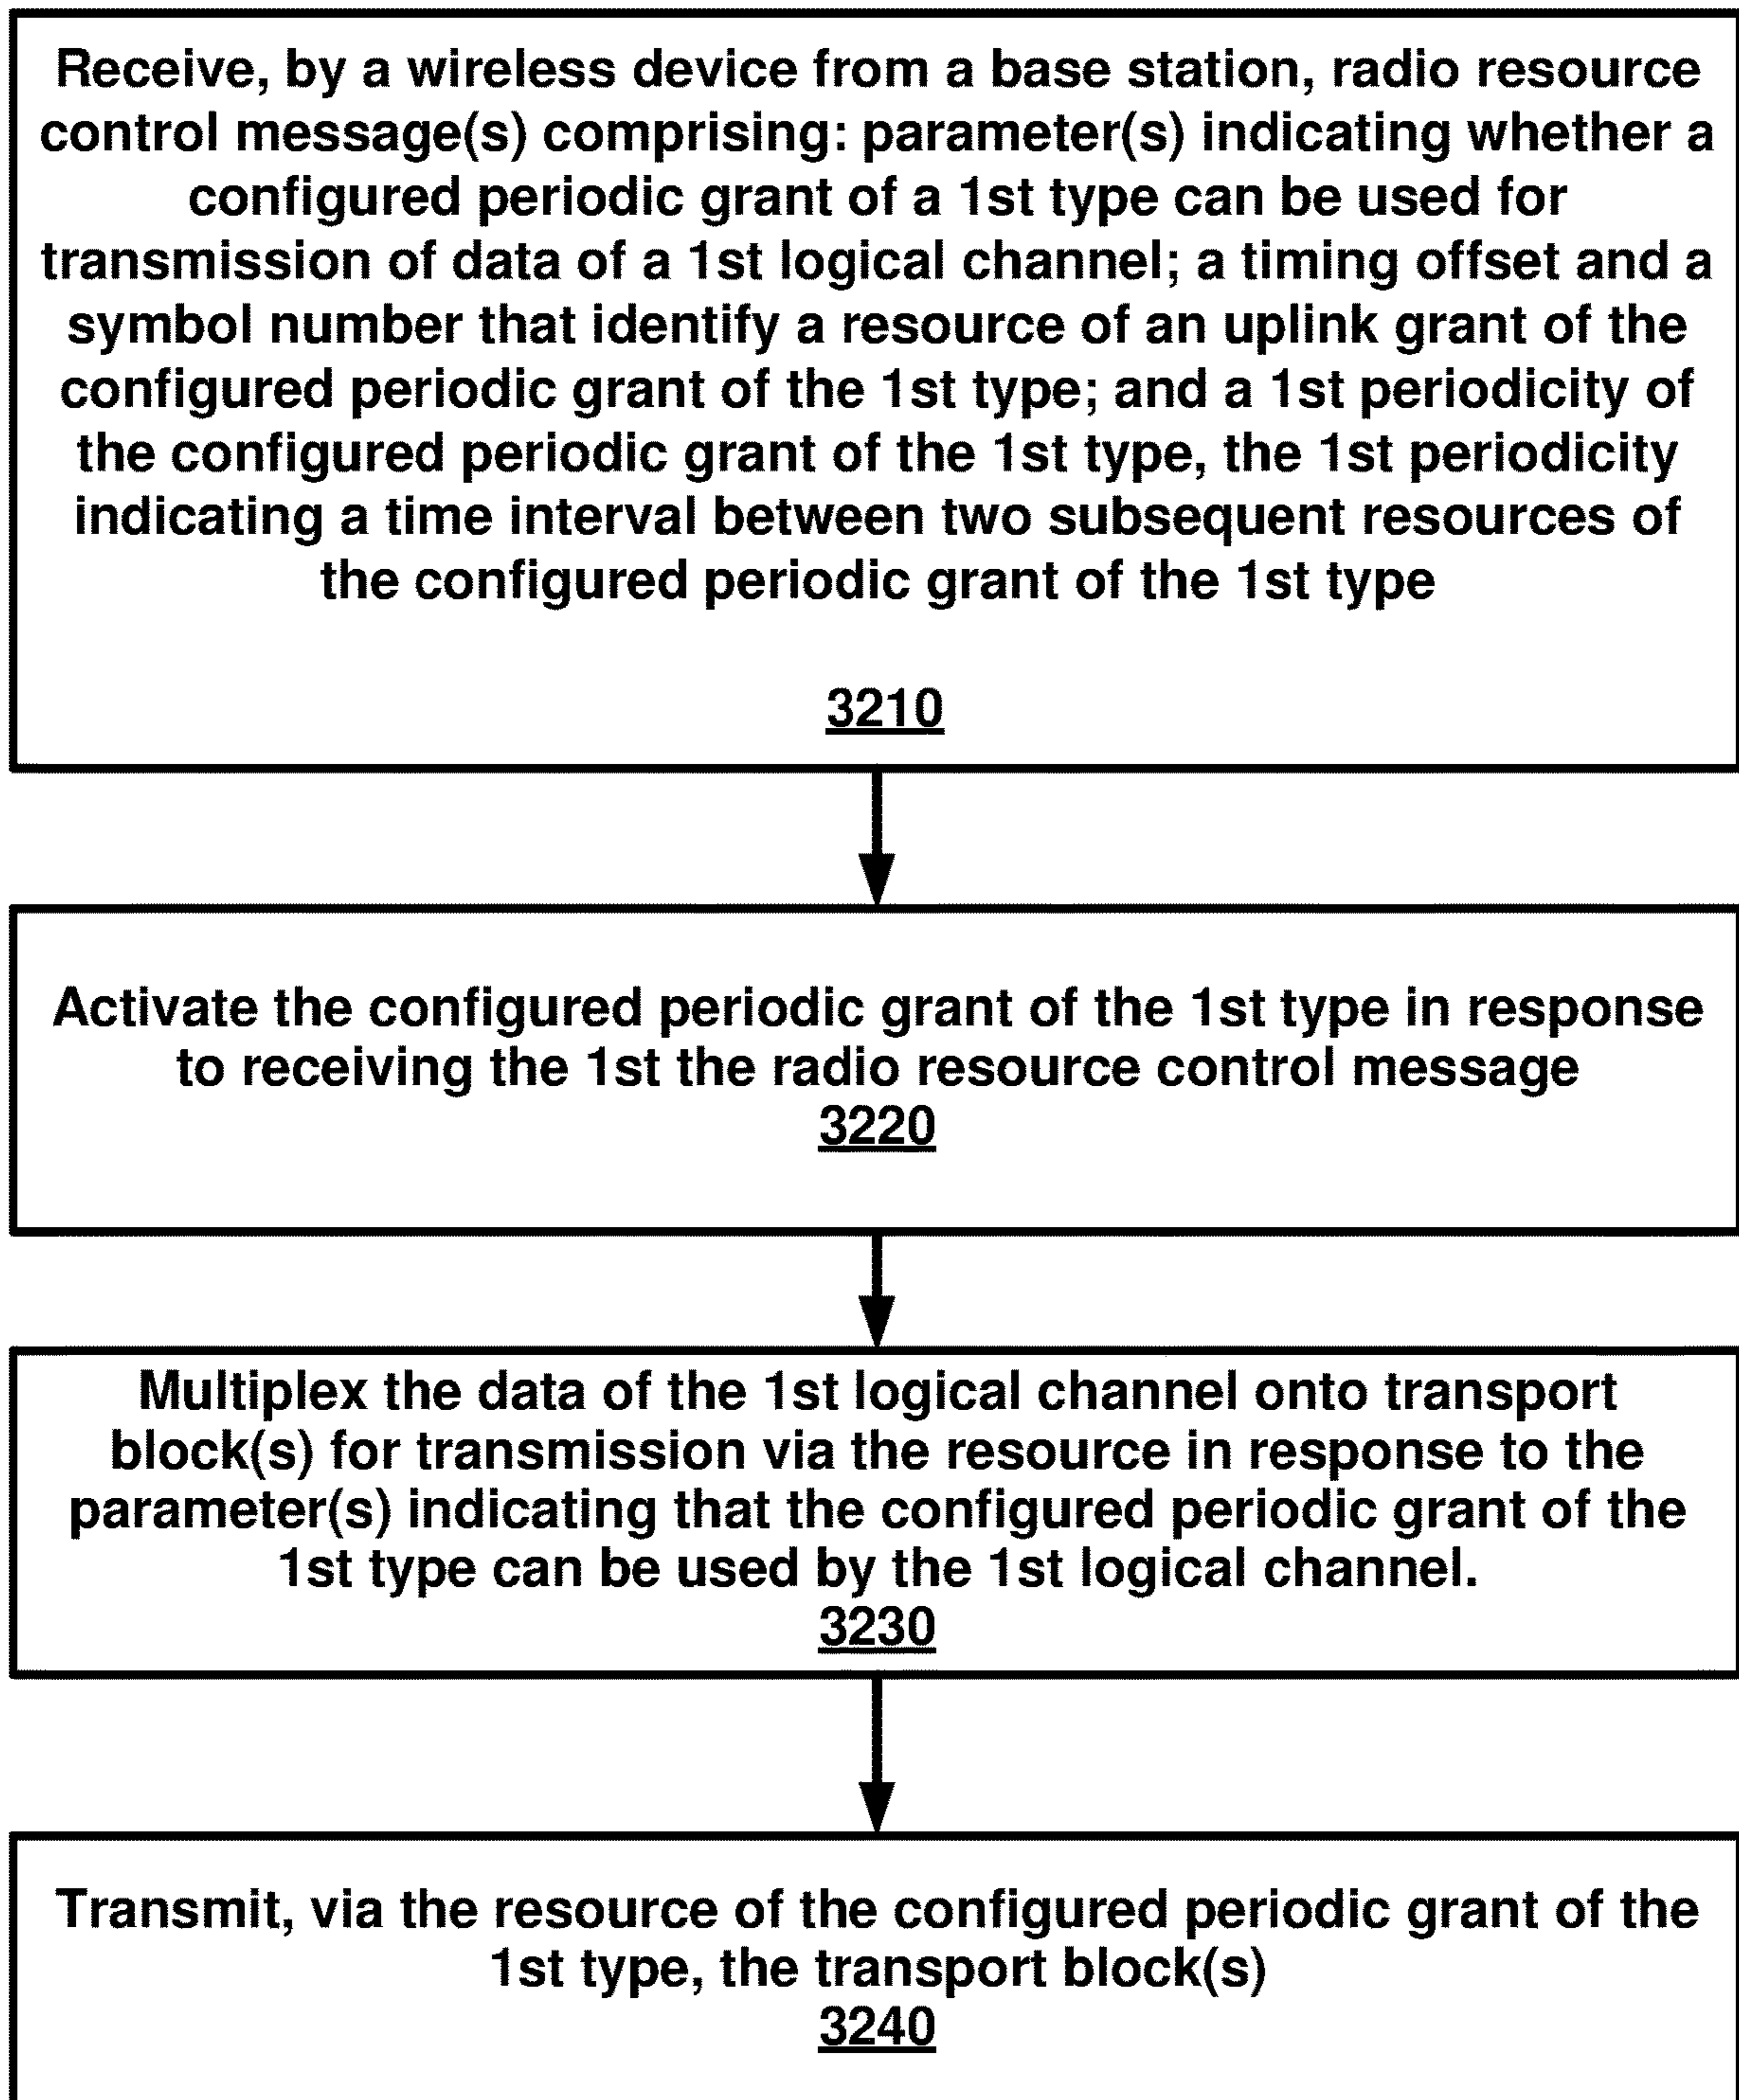 Receive, by a wireless device from a base station, radio resource
control message(s) comprising: parameter(s) indicating whether a
configured periodic grant of a 1st type can be used for
transmission of data of a 1st logical channel; a timing offset and a
symbol number that identify a resource of an uplink grant of the
configured periodic grant of the 1st type; and a 1st periodicity of
the configured periodic grant of the 1st type, the 1st periodicity
indicating a time interval between two subsequent resources of
the configured periodic grant of the 1st type
3210
Activate the configured periodic grant of the 1st type in response
to receiving the 1st the radio resource control message
3220
Multiplex the data of the 1st logical channel onto transport
block(s) for transmission via the resource in response to the
parameter(s) indicating that the configured periodic grant of the
1st type can be used by the 1st logical channel.
3230
Transmit, via the resource of the configured periodic grant of the
1st type, the transport block(s)
3240